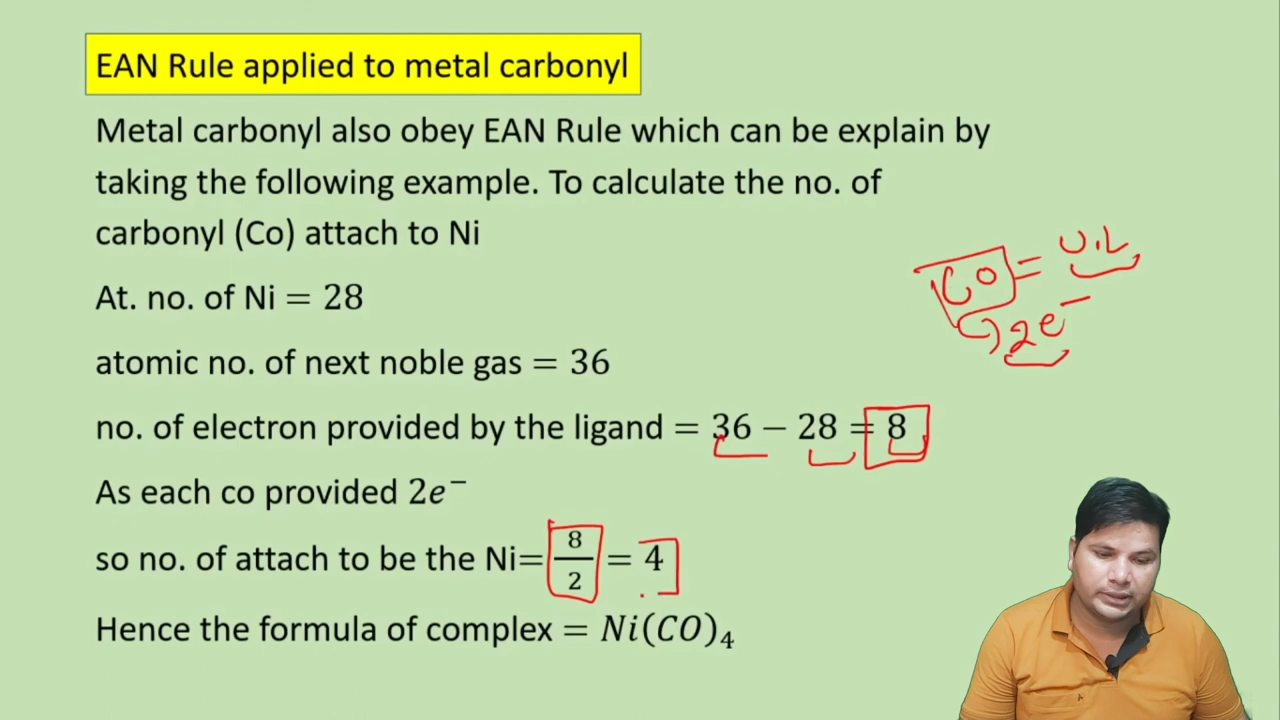 EAN Rule applied to metal carbonyl
Metal carbonyl also obey EAN Rule which can be explain by
taking the following example. To calculate the no. of
carbonyl (Co) attach to Ni
At. no. of Ni = 28
atomic no. of next noble gas = 36
no. of electron provided by the ligand = 36 − 28 = 8
As each co provided 2e⁻
so no. of attach to be the Ni= 8/2 = 4
Hence the formula of complex = Ni(CO)₄
CO = U.L
2e⁻